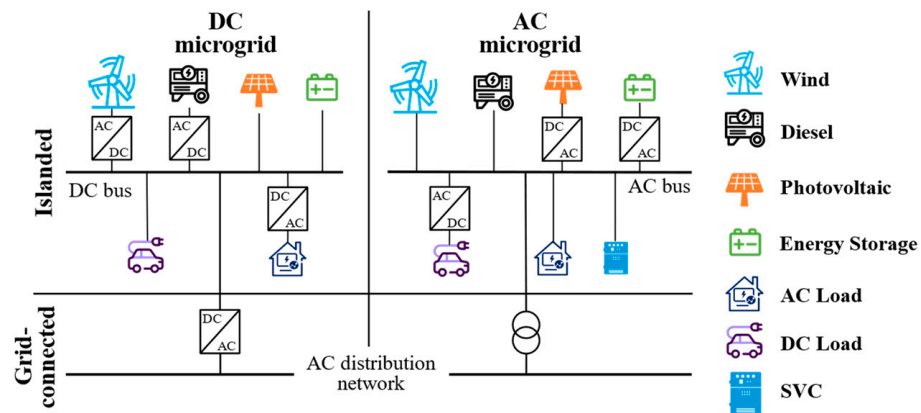 DC
microgrid
AC
microgrid
Islanded
AC
DC
AC
DC
DC
AC
DC
AC
DC bus
AC bus
DC
AC
AC
DC
Grid-
connected
DC
AC
AC distribution
network
Wind
Diesel
Photovoltaic
Energy Storage
AC Load
DC Load
SVC